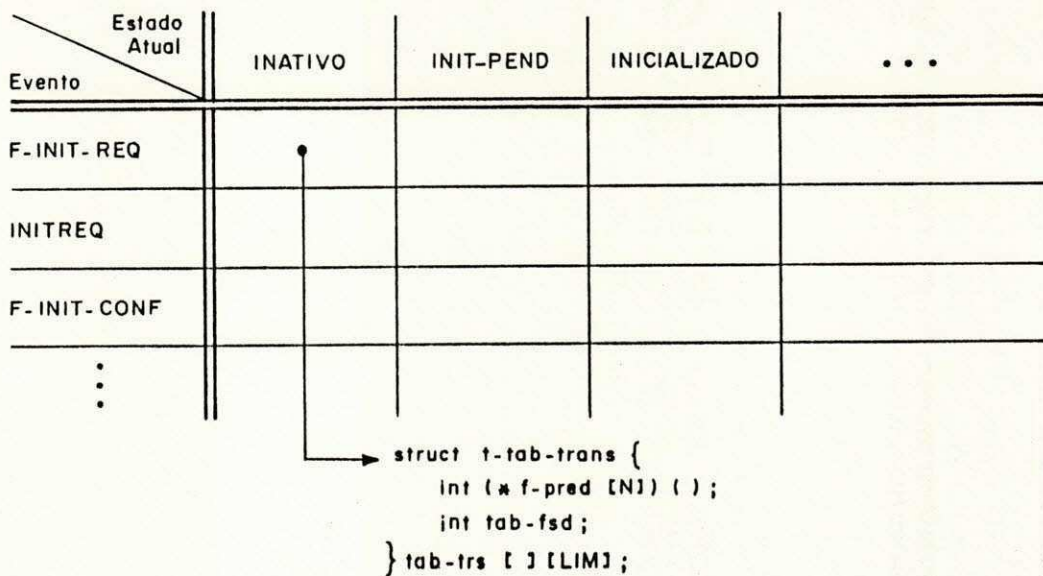 Estado
Atual
Evento
INATIVO
INIT-PEND
INICIALIZADO
...
F-INIT-REQ
INITREQ
F-INIT-CONF
struct t-tab-trans {
int (* f-pred [N]) ( ) ;
int tab-fsd ;
} tab-trs [ ] [LIM] ;